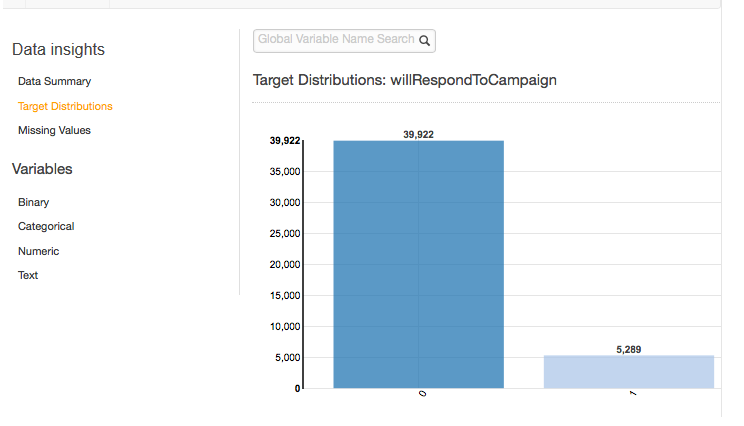 Data insights
Data Summary
Target Distributions
Missing Values
Variables
Binary
Categorical
Numeric
Text
Global Variable Name Search
Target Distributions: willRespondToCampaign
39,922
39,922
35,000
30,000
25,000
20,000
15,000
10,000
5,289
5,000
0
0
1